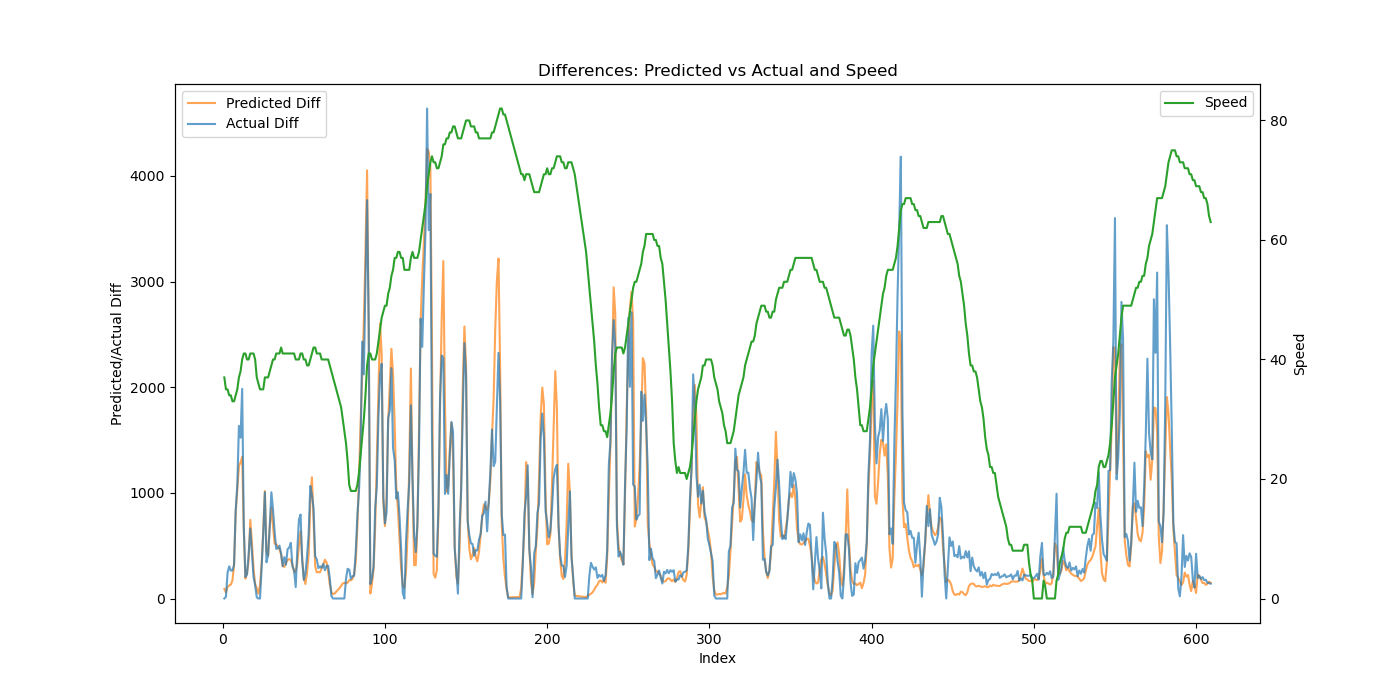 Differences: Predicted vs Actual and Speed
Predicted Diff
Actual Diff
Speed
4000
3000
2000
1000
0
Predicted/Actual Diff
80
60
40
20
0
Speed
0
100
200
300
400
500
600
Index